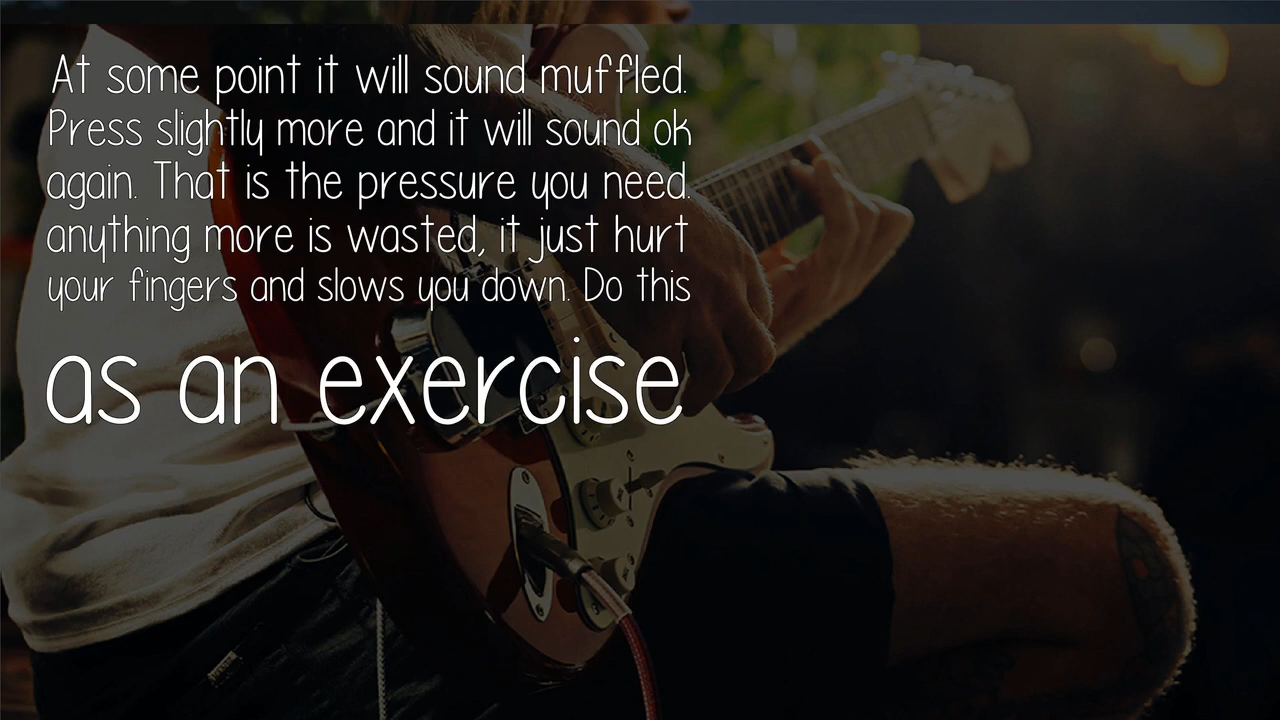 At some point it will sound muffled.
Press slightly more and it will sound ok
again. That is the pressure you need.
anything more is wasted, it just hurt
your fingers and slows you down. Do this
as an exercise